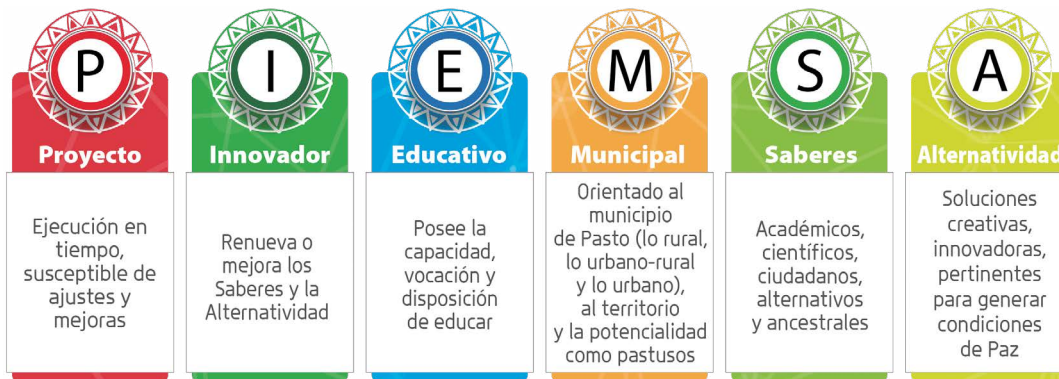 P
Proyecto
Ejecución en
tiempo,
susceptible de
ajustes y
mejoras
I
Innovador
Renueva o
mejora los
Saberes y la
Alternatividad
E
Educativo
Posee la
capacidad,
vocación y
disposición
de educar
M
Municipal
Orientado al
municipio
de Pasto (lo rural,
lo urbano-rural
y lo urbano),
al territorio
y la potencialidad
como pastusos
S
Saberes
Académicos,
científicos,
ciudadanos,
alternativos
y ancestrales
A
Alternatividad
Soluciones
creativas,
innovadoras,
pertinentes
para generar
condiciones
de Paz